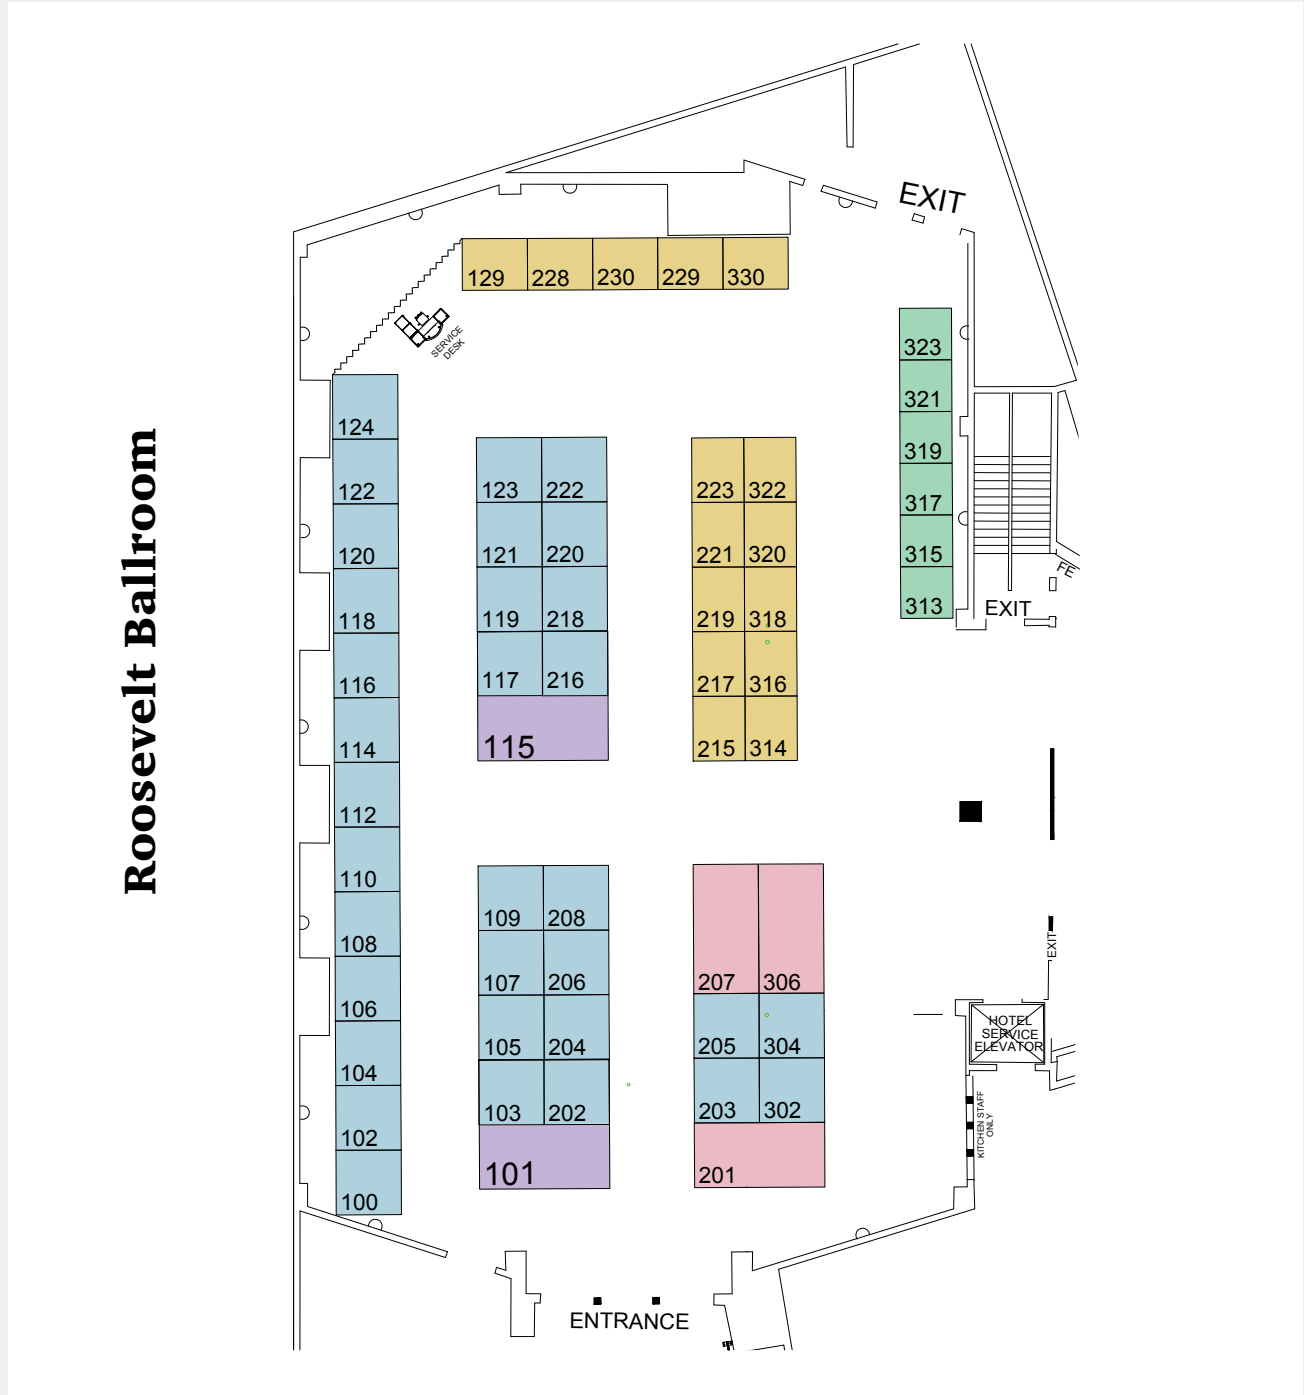 Roosevelt Ballroom
EXIT
129 228 230 229 330
SERVICE
DESK
323
321
319
317
315
313
124
122
120
118
116
114
112
110
108
106
104
102
100
123 222
121 220
119 218
117 216
115
223 322
221 320
219 318
217 316
215 314
FE
EXIT
109 208
107 206
105 204
103 202
101
207 306
205 304
203 302
201
EXIT
HOTEL
SERVICE
ELEVATOR
KITCHEN STAFF
ONLY
ENTRANCE